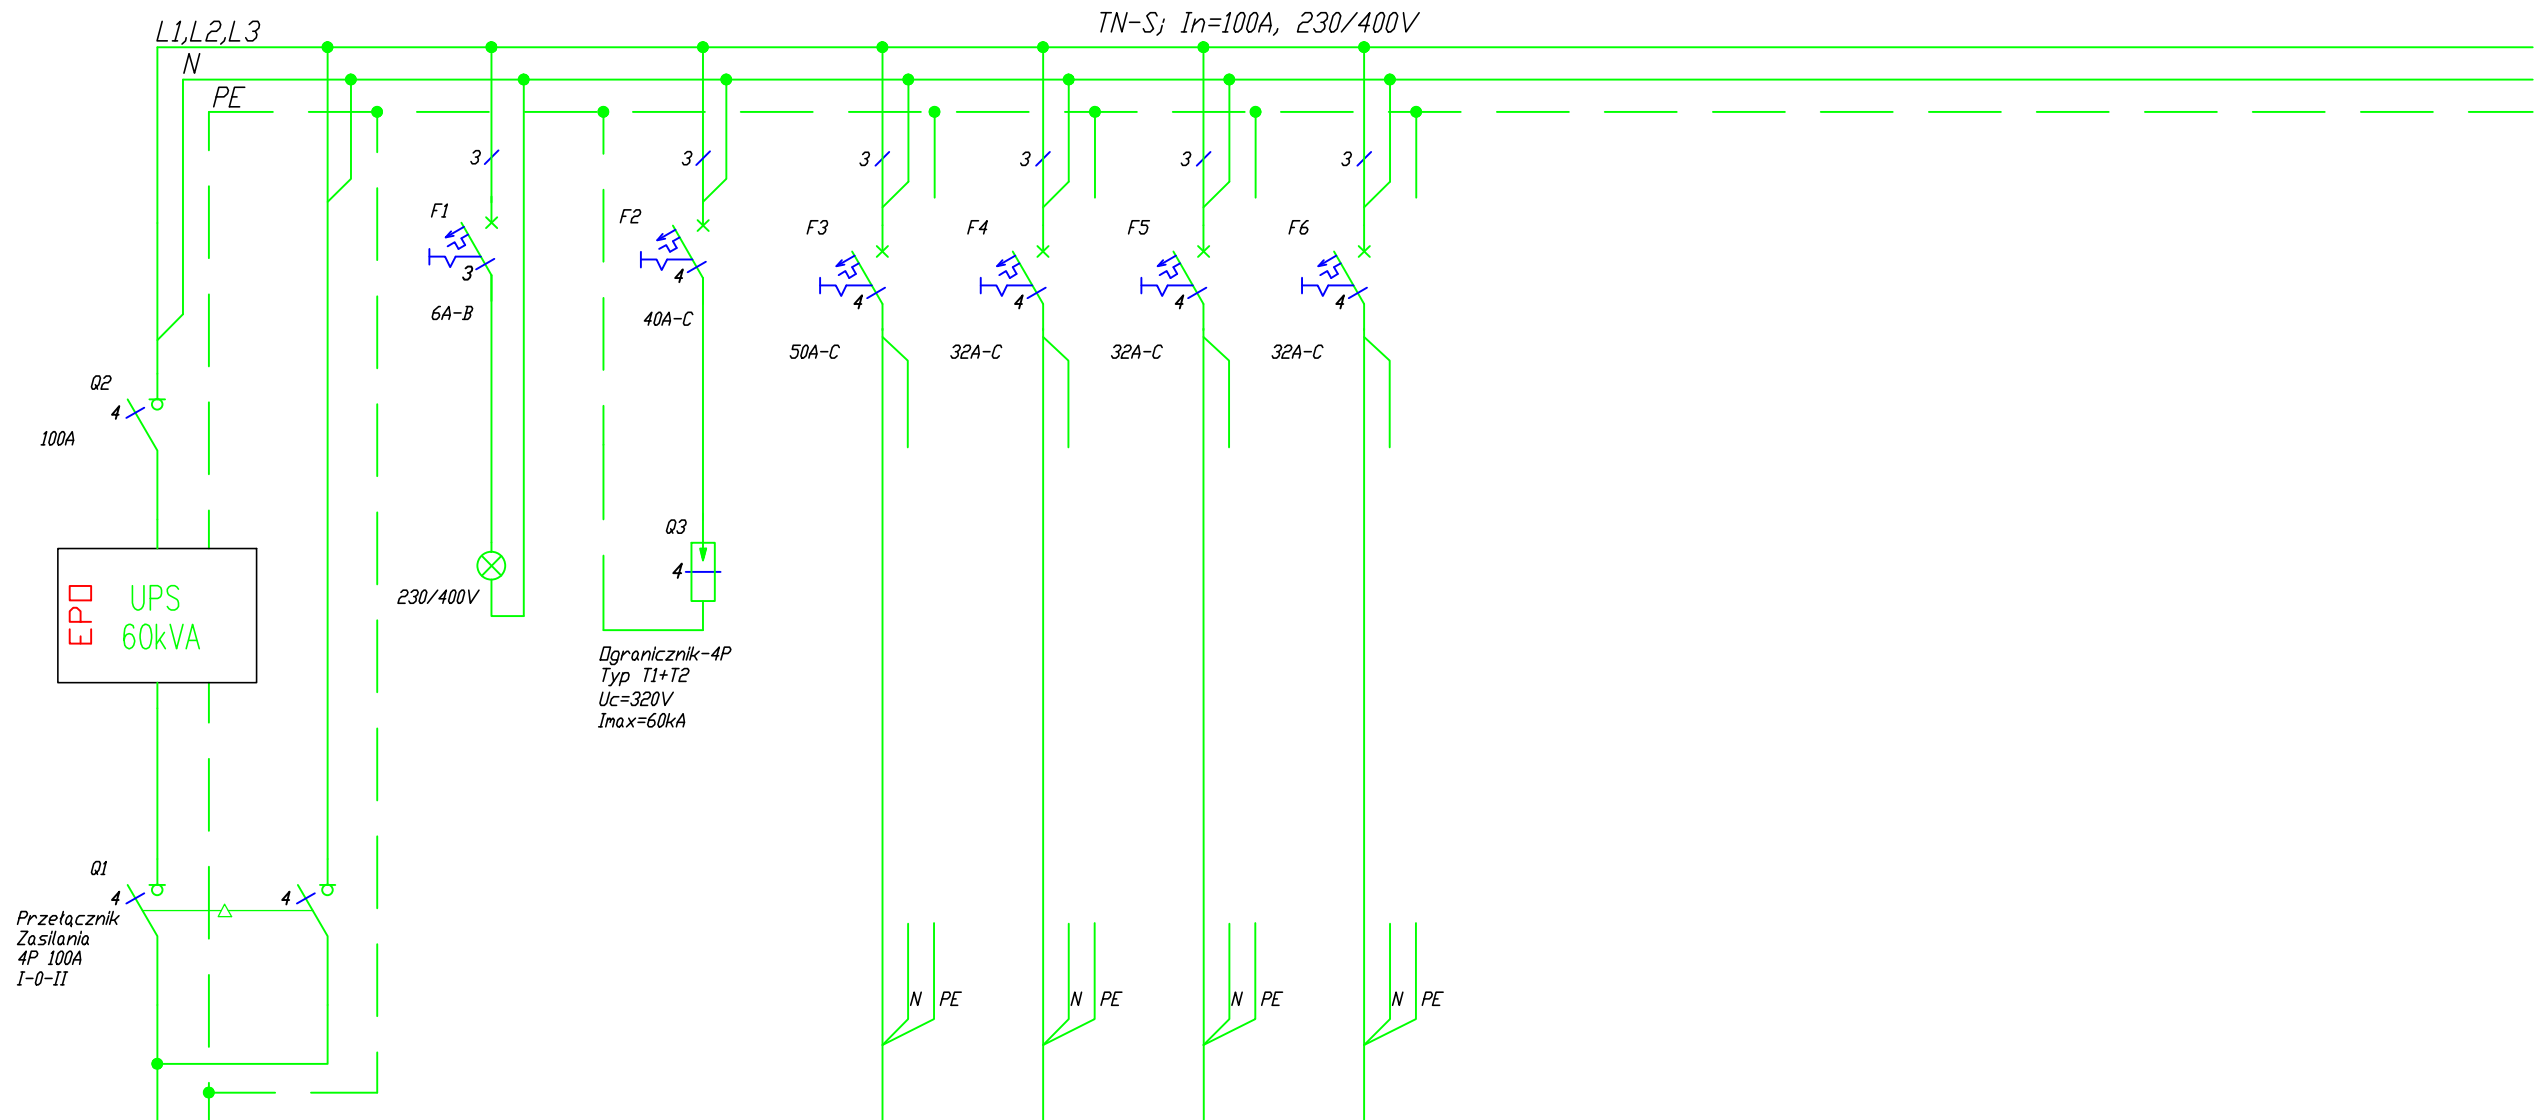 TN-S; In=100A, 230/400V
L1,L2,L3
N
PE
3
3
3
3
3
3
F1
F2
F3
F4
F5
F6
3
4
4
4
4
4
6A-B
40A-C
50A-C
32A-C
32A-C
32A-C
Q2
4
100A
Q3
4
EPO
UPS
60kVA
230/400V
Ogranicznik-4P
Typ T1+T2
Uc=320V
Imax=60kA
Q1
4
4
Przełącznik
Zasilania
4P 100A
I-0-II
N PE
N PE
N PE
N PE